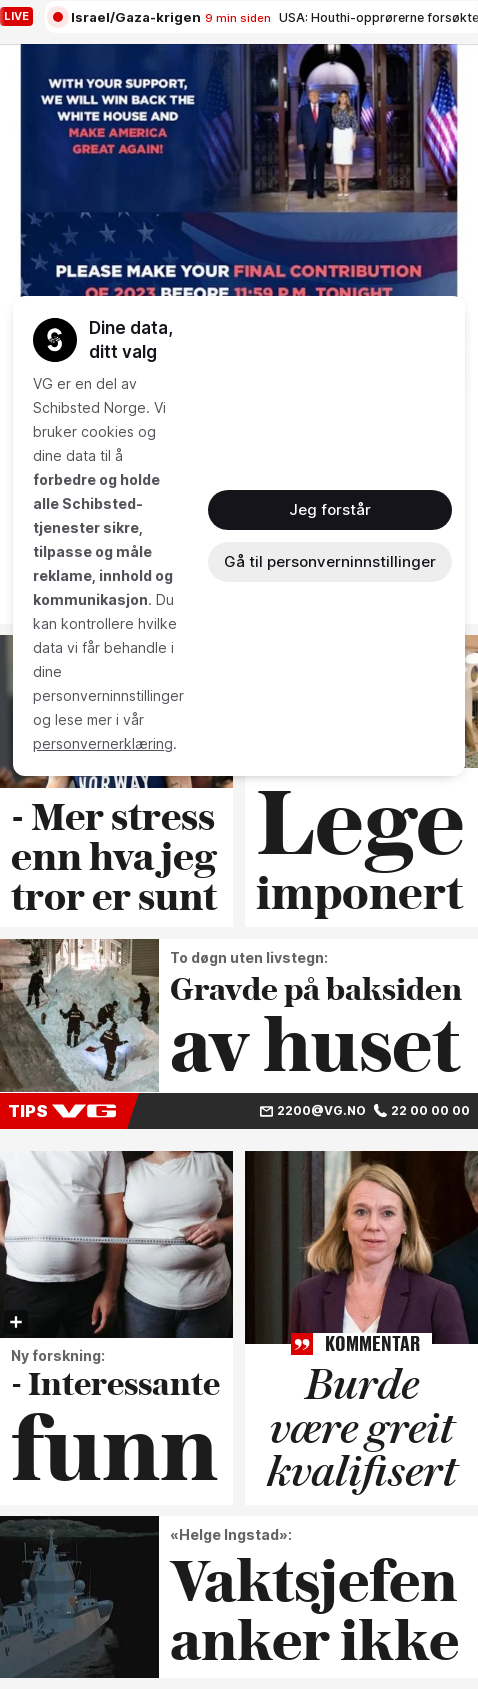 LIVE
Israel/Gaza-krigen 9 min siden USA: Houthi-opprørerne forsøkte
WITH YOUR SUPPORT,
WE WILL WIN BACK THE
WHITE HOUSE AND
MAKE AMERICA
GREAT AGAIN!
PLEASE MAKE YOUR FINAL CONTRIBUTION
OF 2023 BEFORE 11:59 P.M. TONIGHT
Dine data,
ditt valg
VG er en del av
Schibsted Norge. Vi
bruker cookies og
dine data til å
forbedre og holde
alle Schibsted-
tjenester sikre,
tilpasse og måle
reklame, innhold og
kommunikasjon. Du
kan kontrollere hvilke
data vi får behandle i
dine
personverninnstillinger
og lese mer i vår
personvernerklæring.
Jeg forstår
Gå til personverninnstillinger
NORWAY
- Mer stress
enn hva jeg
tror er sunt
Lege
imponert
To døgn uten livstegn:
Gravde på baksiden
av huset
TIPS VG
2200@VG.NO 22 00 00 00
Ny forskning:
- Interessante
funn
KOMMENTAR
Burde
være greit
kvalifisert
«Helge Ingstad»:
Vaktsjefen
anker ikke